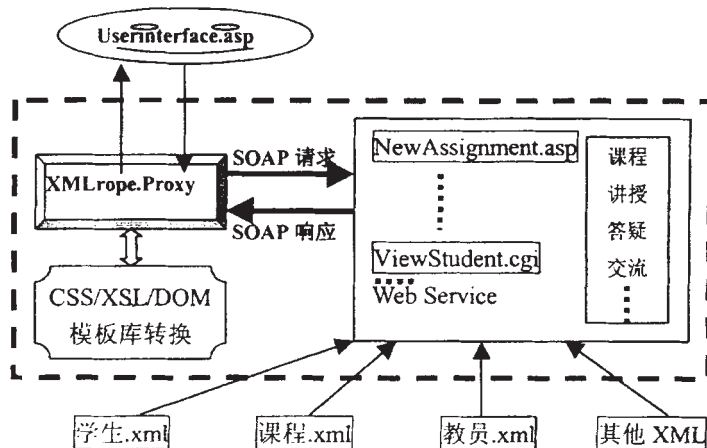 Userinterface.asp
XMLrope.Proxy
SOAP 请求
SOAP 响应
CSS/XSL/DOM
模板库转换
NewAssignment.asp
ViewStudent.cgi
Web Service
课程
讲授
答疑
交流
学生.xml
课程.xml
教员.xml
其他 XML